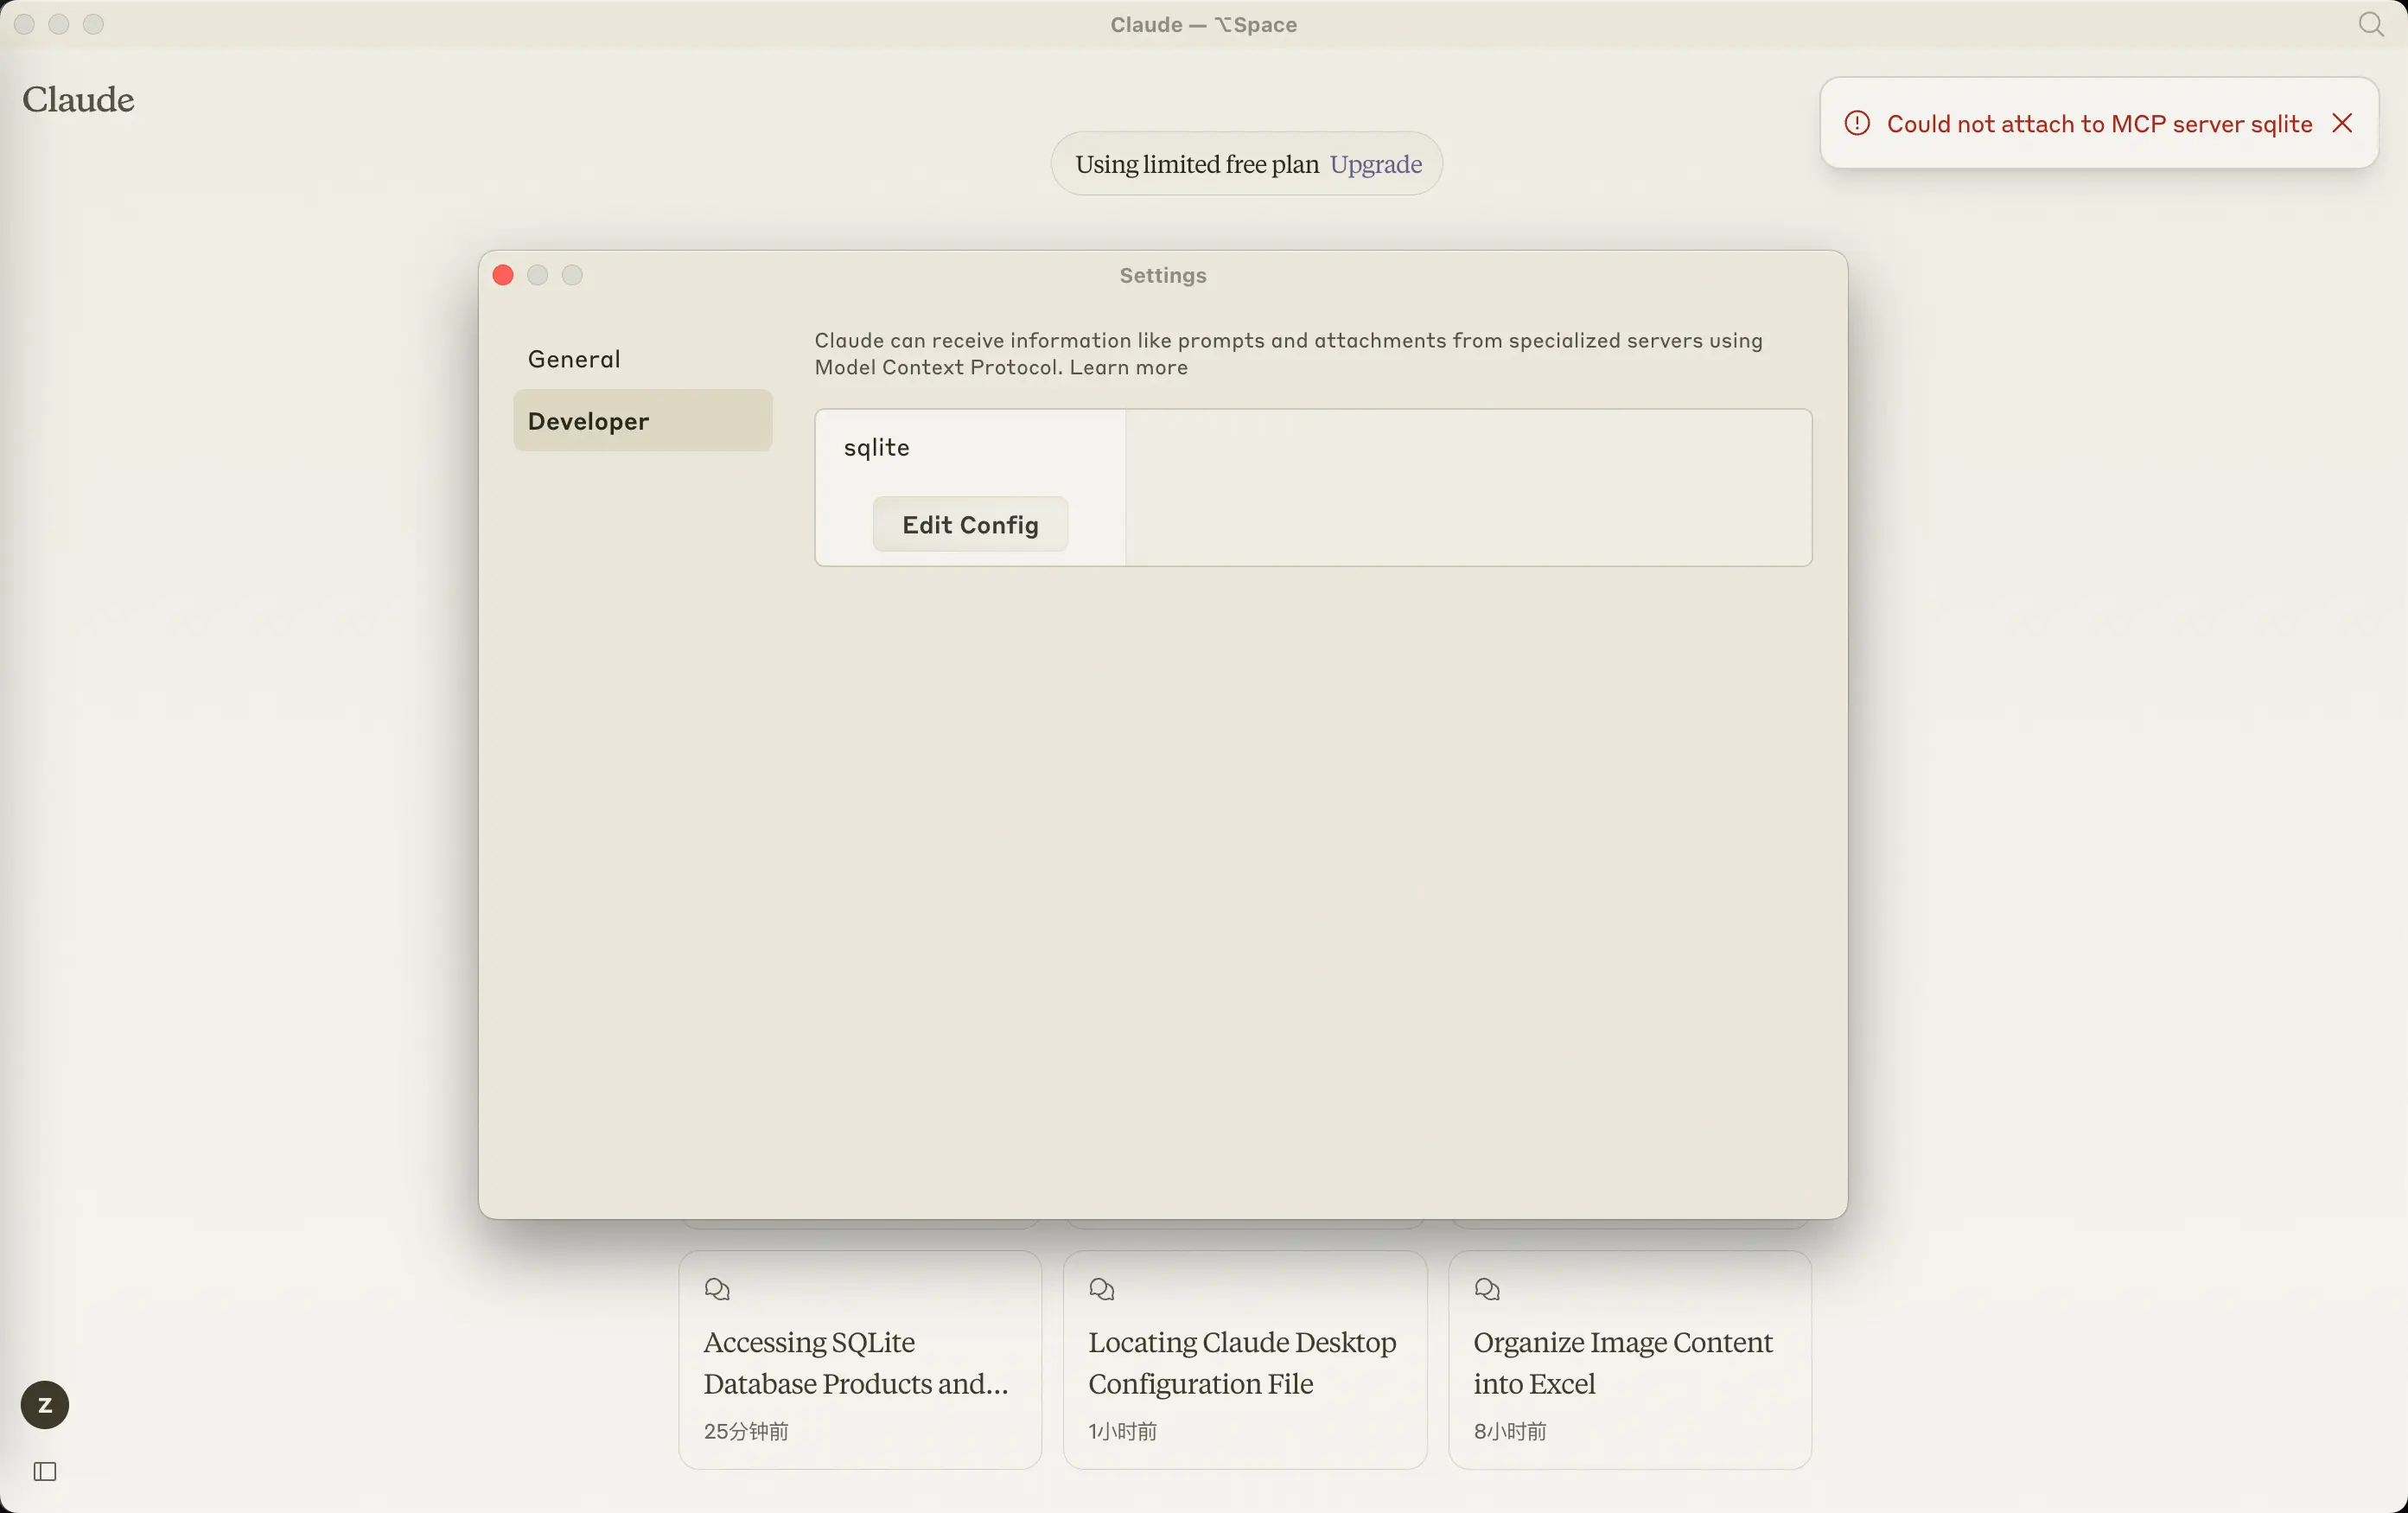 Claude — ⌥Space
Claude
Could not attach to MCP server sqlite
Using limited free plan Upgrade
Settings
General
Developer
Claude can receive information like prompts and attachments from specialized servers using
Model Context Protocol. Learn more
sqlite
Edit Config
Accessing SQLite
Database Products and...
25分钟前
Locating Claude Desktop
Configuration File
1小时前
Organize Image Content
into Excel
8小时前
Z